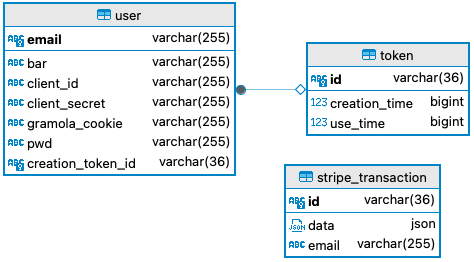 user
email varchar(255)
bar varchar(255)
client_id varchar(255)
client_secret varchar(255)
gramola_cookie varchar(255)
pwd varchar(255)
creation_token_id varchar(36)
token
id varchar(36)
creation_time bigint
use_time bigint
stripe_transaction
id varchar(36)
data json
email varchar(255)